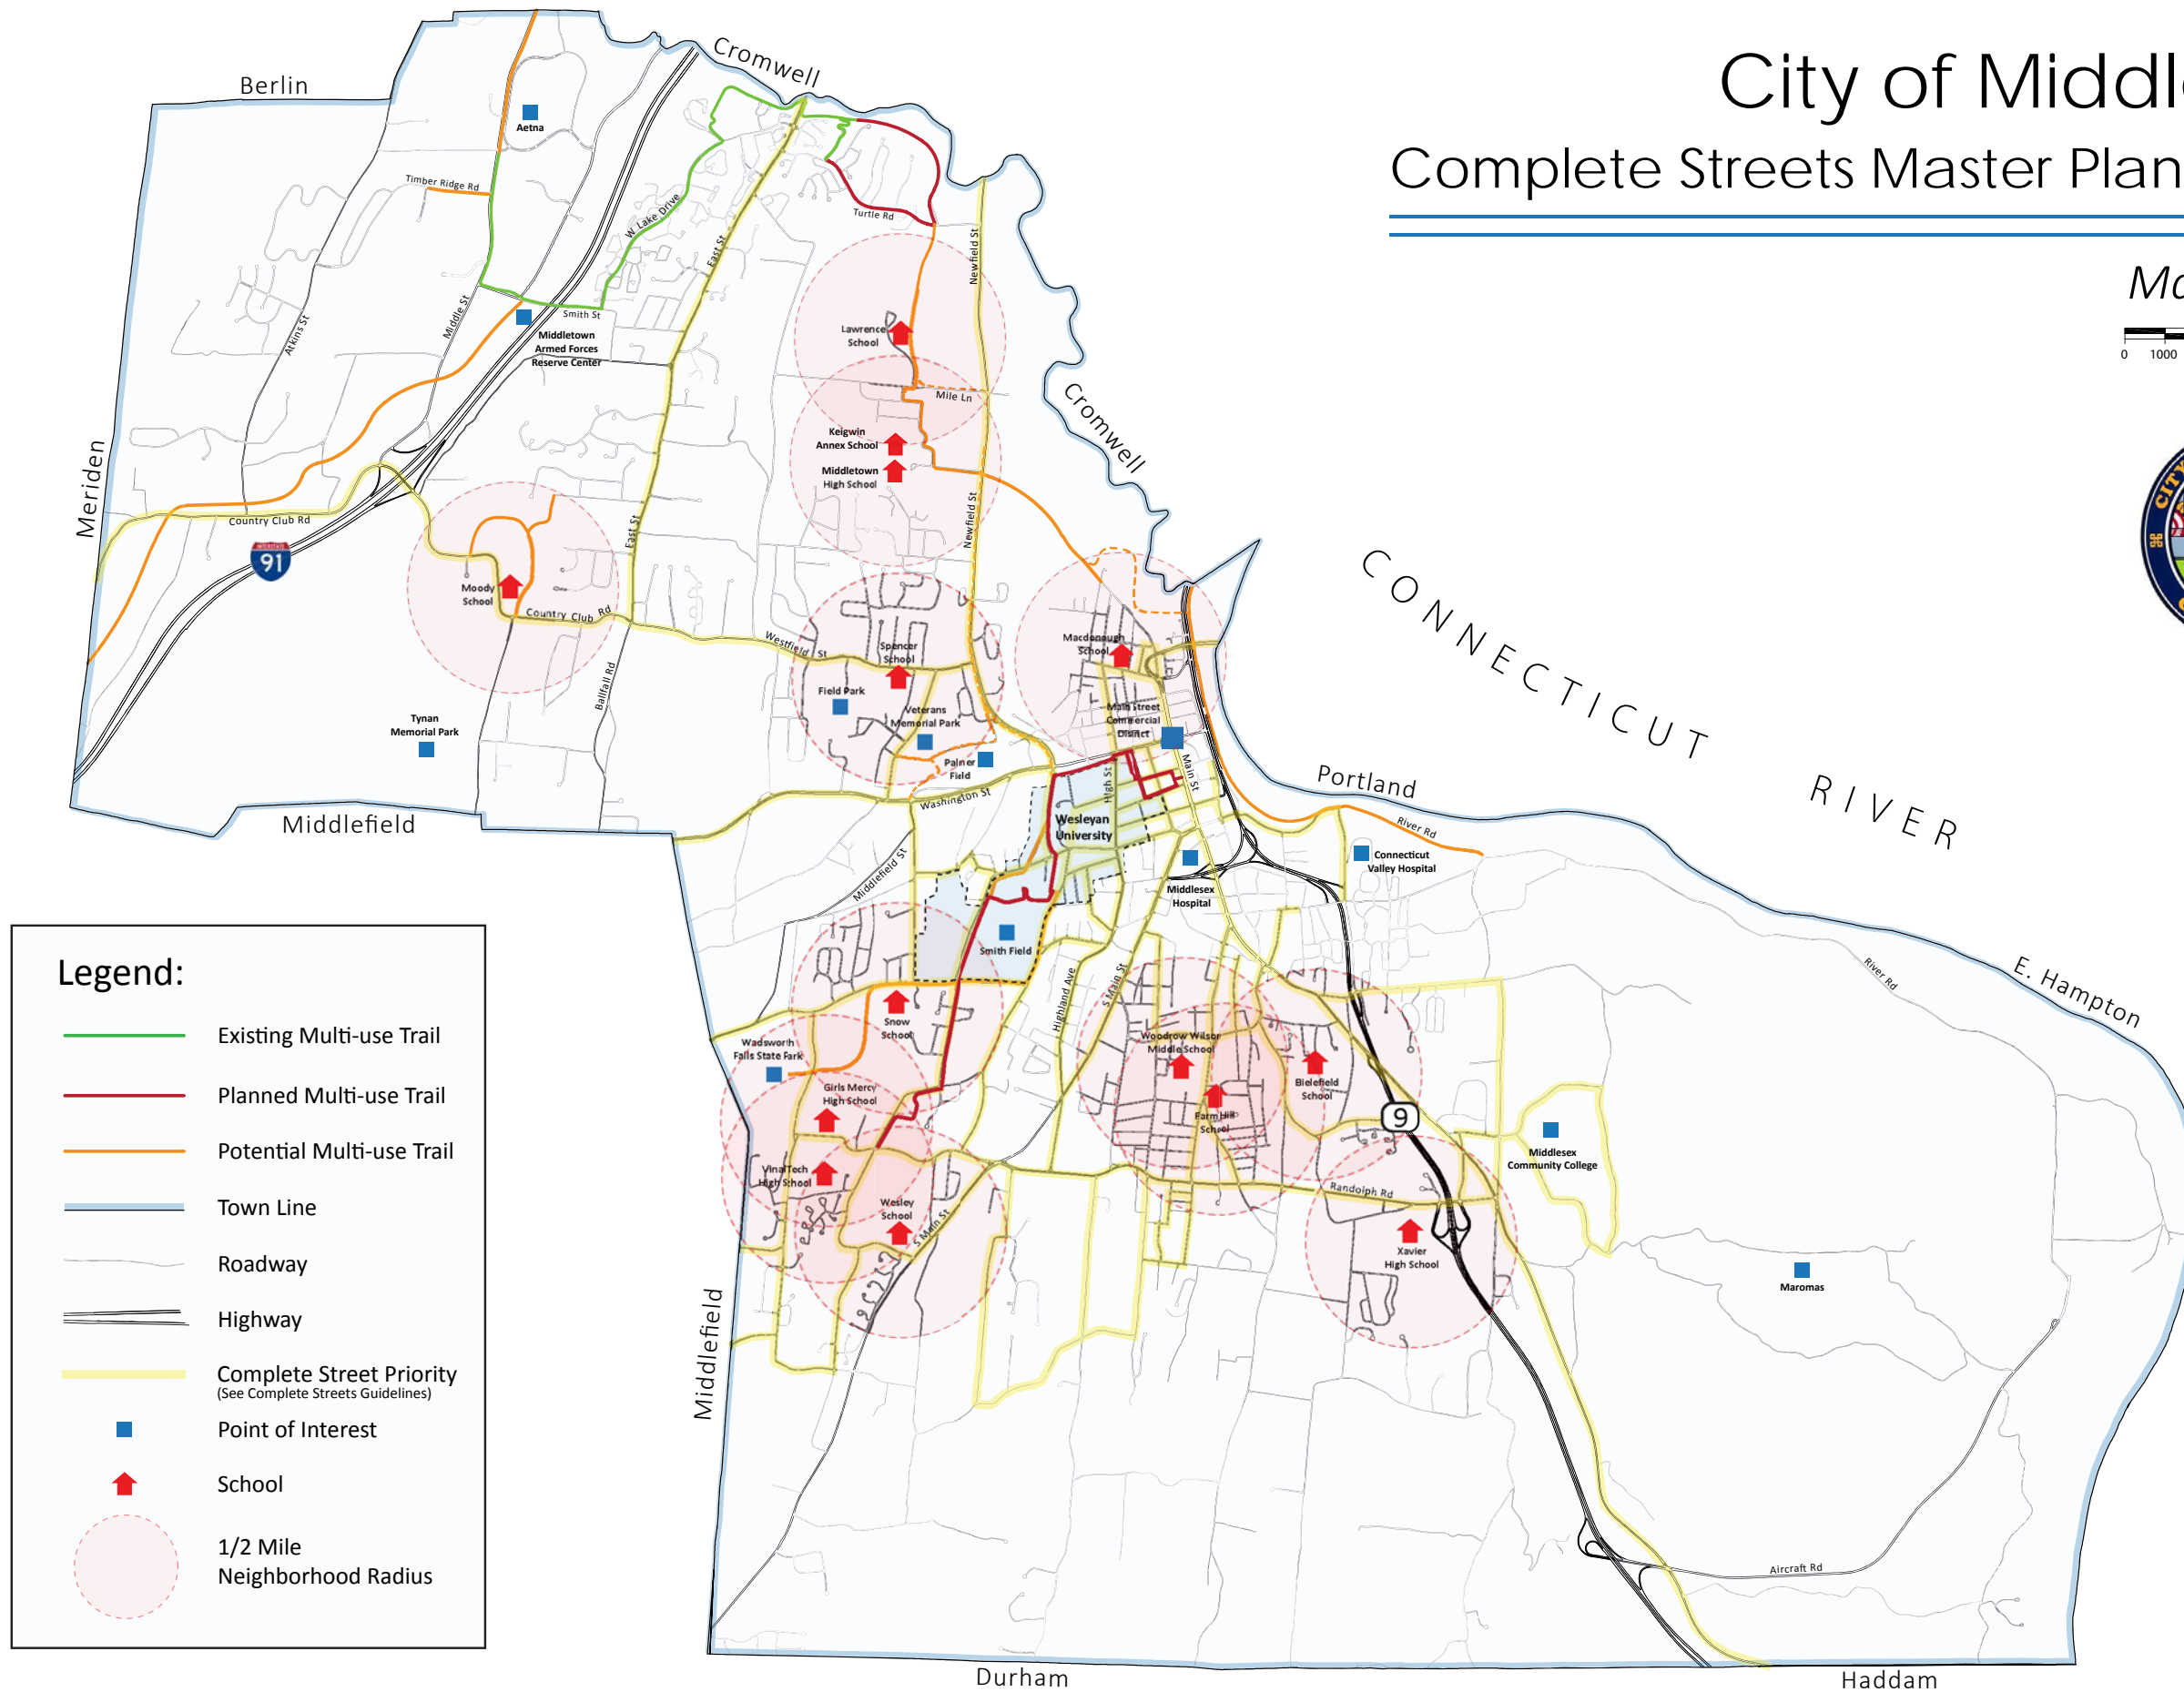 City of Middl
Complete Streets Master Plan
Ma
0 1000
CITY
Berlin
Cromwell
Aetna
Timber Ridge Rd
W. Lake Drive
East St
Turtle Rd
Newfield St
Middle St
Atkins St
Smith St
Middletown
Armed Forces
Reserve Center
Lawrence
School
Mile Ln
Cromwell
Keigwin
Annex School
Middletown
High School
Meriden
Country Club Rd
91
East St
Newfield St
Moody
School
Country Club Rd
Westfield St
Spencer
School
Macdonough
School
CONNECTICUT RIVER
Ballfall Rd
Field Park
Veterans
Memorial Park
Main Street
Commercial
District
Tynan
Memorial Park
Palner
Field
Main St
High St
Portland
Washington St
Middlefield
Wesleyan
University
River Rd
Connecticut
Valley Hospital
Middlefield St
Middlesex
Hospital
Smith Field
River Rd
E. Hampton
Highland Ave
S Main St
Snow
School
Wadsworth
Falls State Park
Woodrow Wilson
Middle School
Bielefield
School
Girls Mercy
High School
Farm Hill
School
9
Middlesex
Community College
VinalTech
High School
Randolph Rd
Wesley
School
S Main St
Xavier
High School
Maromas
Middlefield
Aircraft Rd
Durham
Haddam
Legend:
Existing Multi-use Trail
Planned Multi-use Trail
Potential Multi-use Trail
Town Line
Roadway
Highway
Complete Street Priority
(See Complete Streets Guidelines)
Point of Interest
School
1/2 Mile
Neighborhood Radius